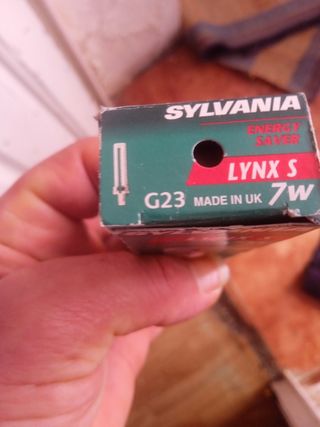 SYLVANIA
ENERGY
SAVER
LYNX S
G23 MADE IN UK 7W